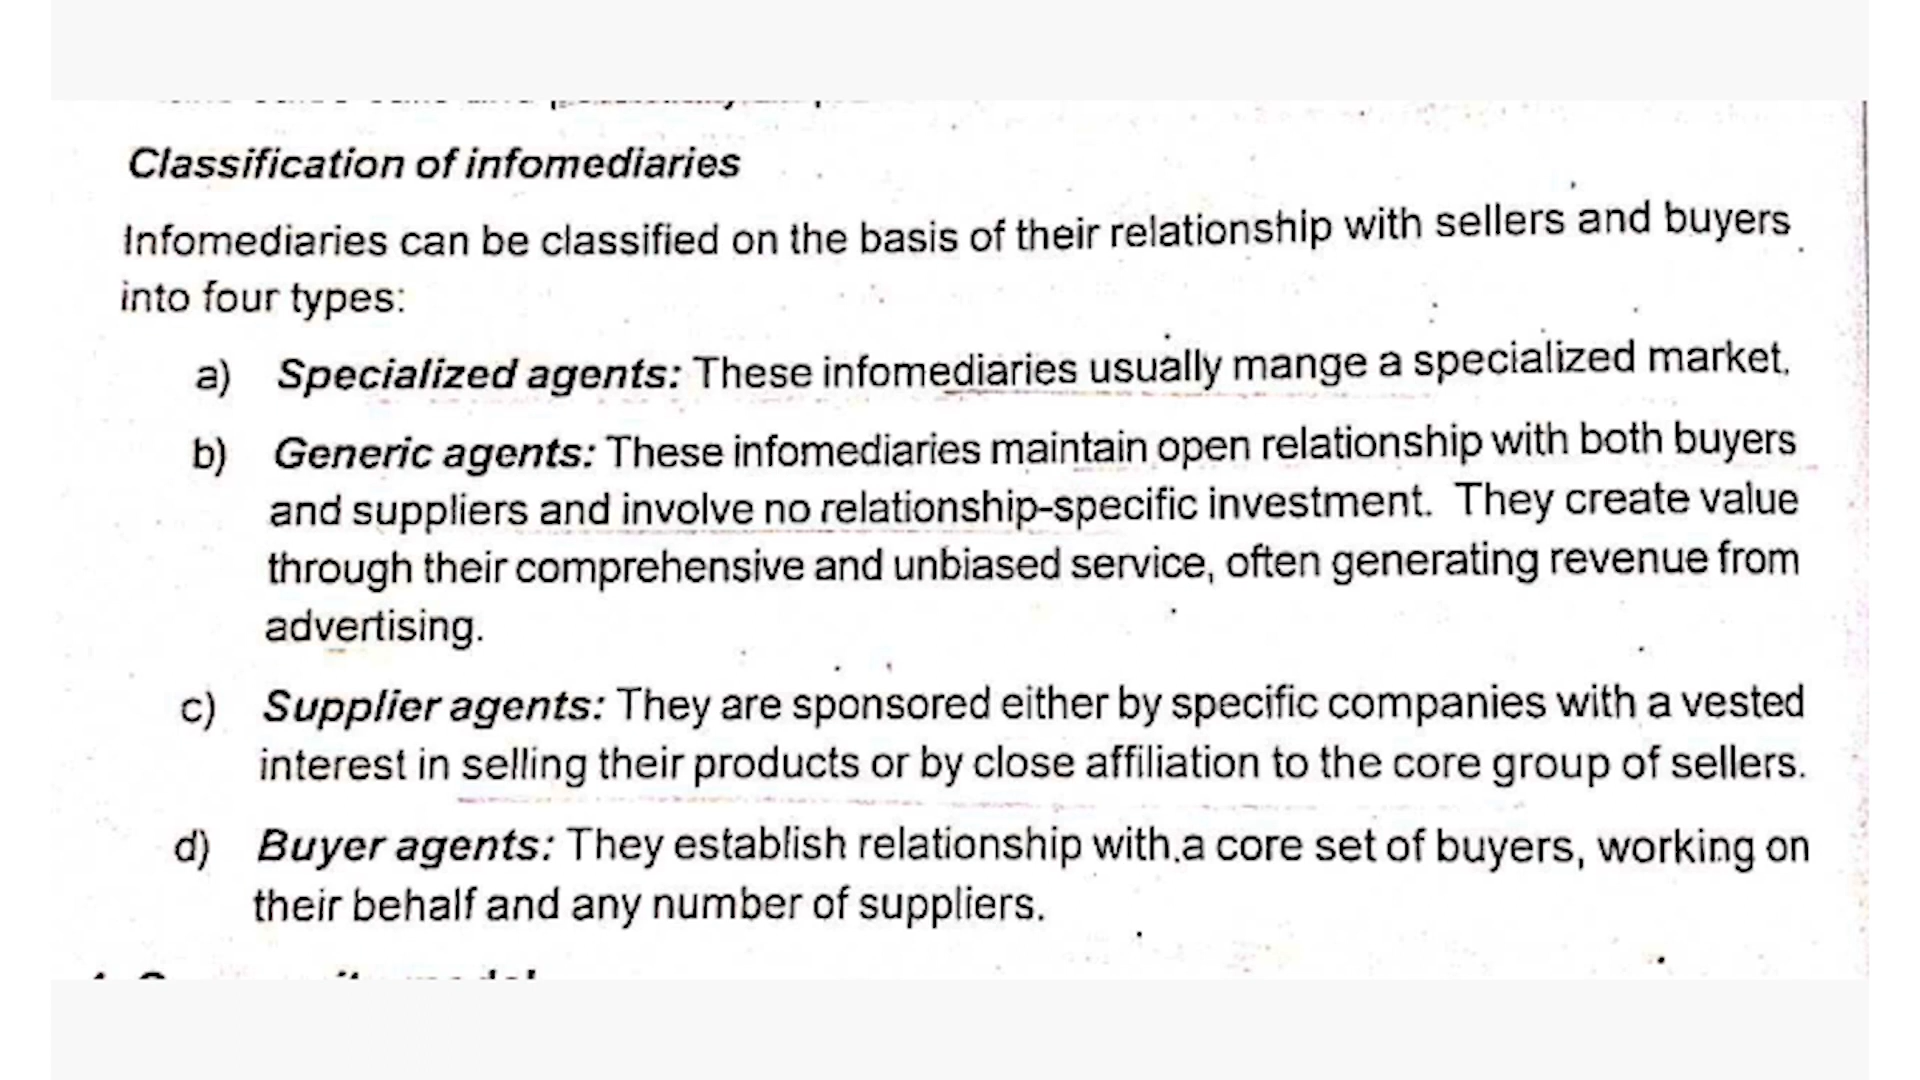 Classification of infomediaries
Infomediaries can be classified on the basis of their relationship with sellers and buyers
into four types:
a) Specialized agents: These infomediaries usually mange a specialized market.
b) Generic agents: These infomediaries maintain open relationship with both buyers
and suppliers and involve no relationship-specific investment. They create value
through their comprehensive and unbiased service, often generating revenue from
advertising.
c) Supplier agents: They are sponsored either by specific companies with a vested
interest in selling their products or by close affiliation to the core group of sellers.
d) Buyer agents: They establish relationship with a core set of buyers, working on
their behalf and any number of suppliers.